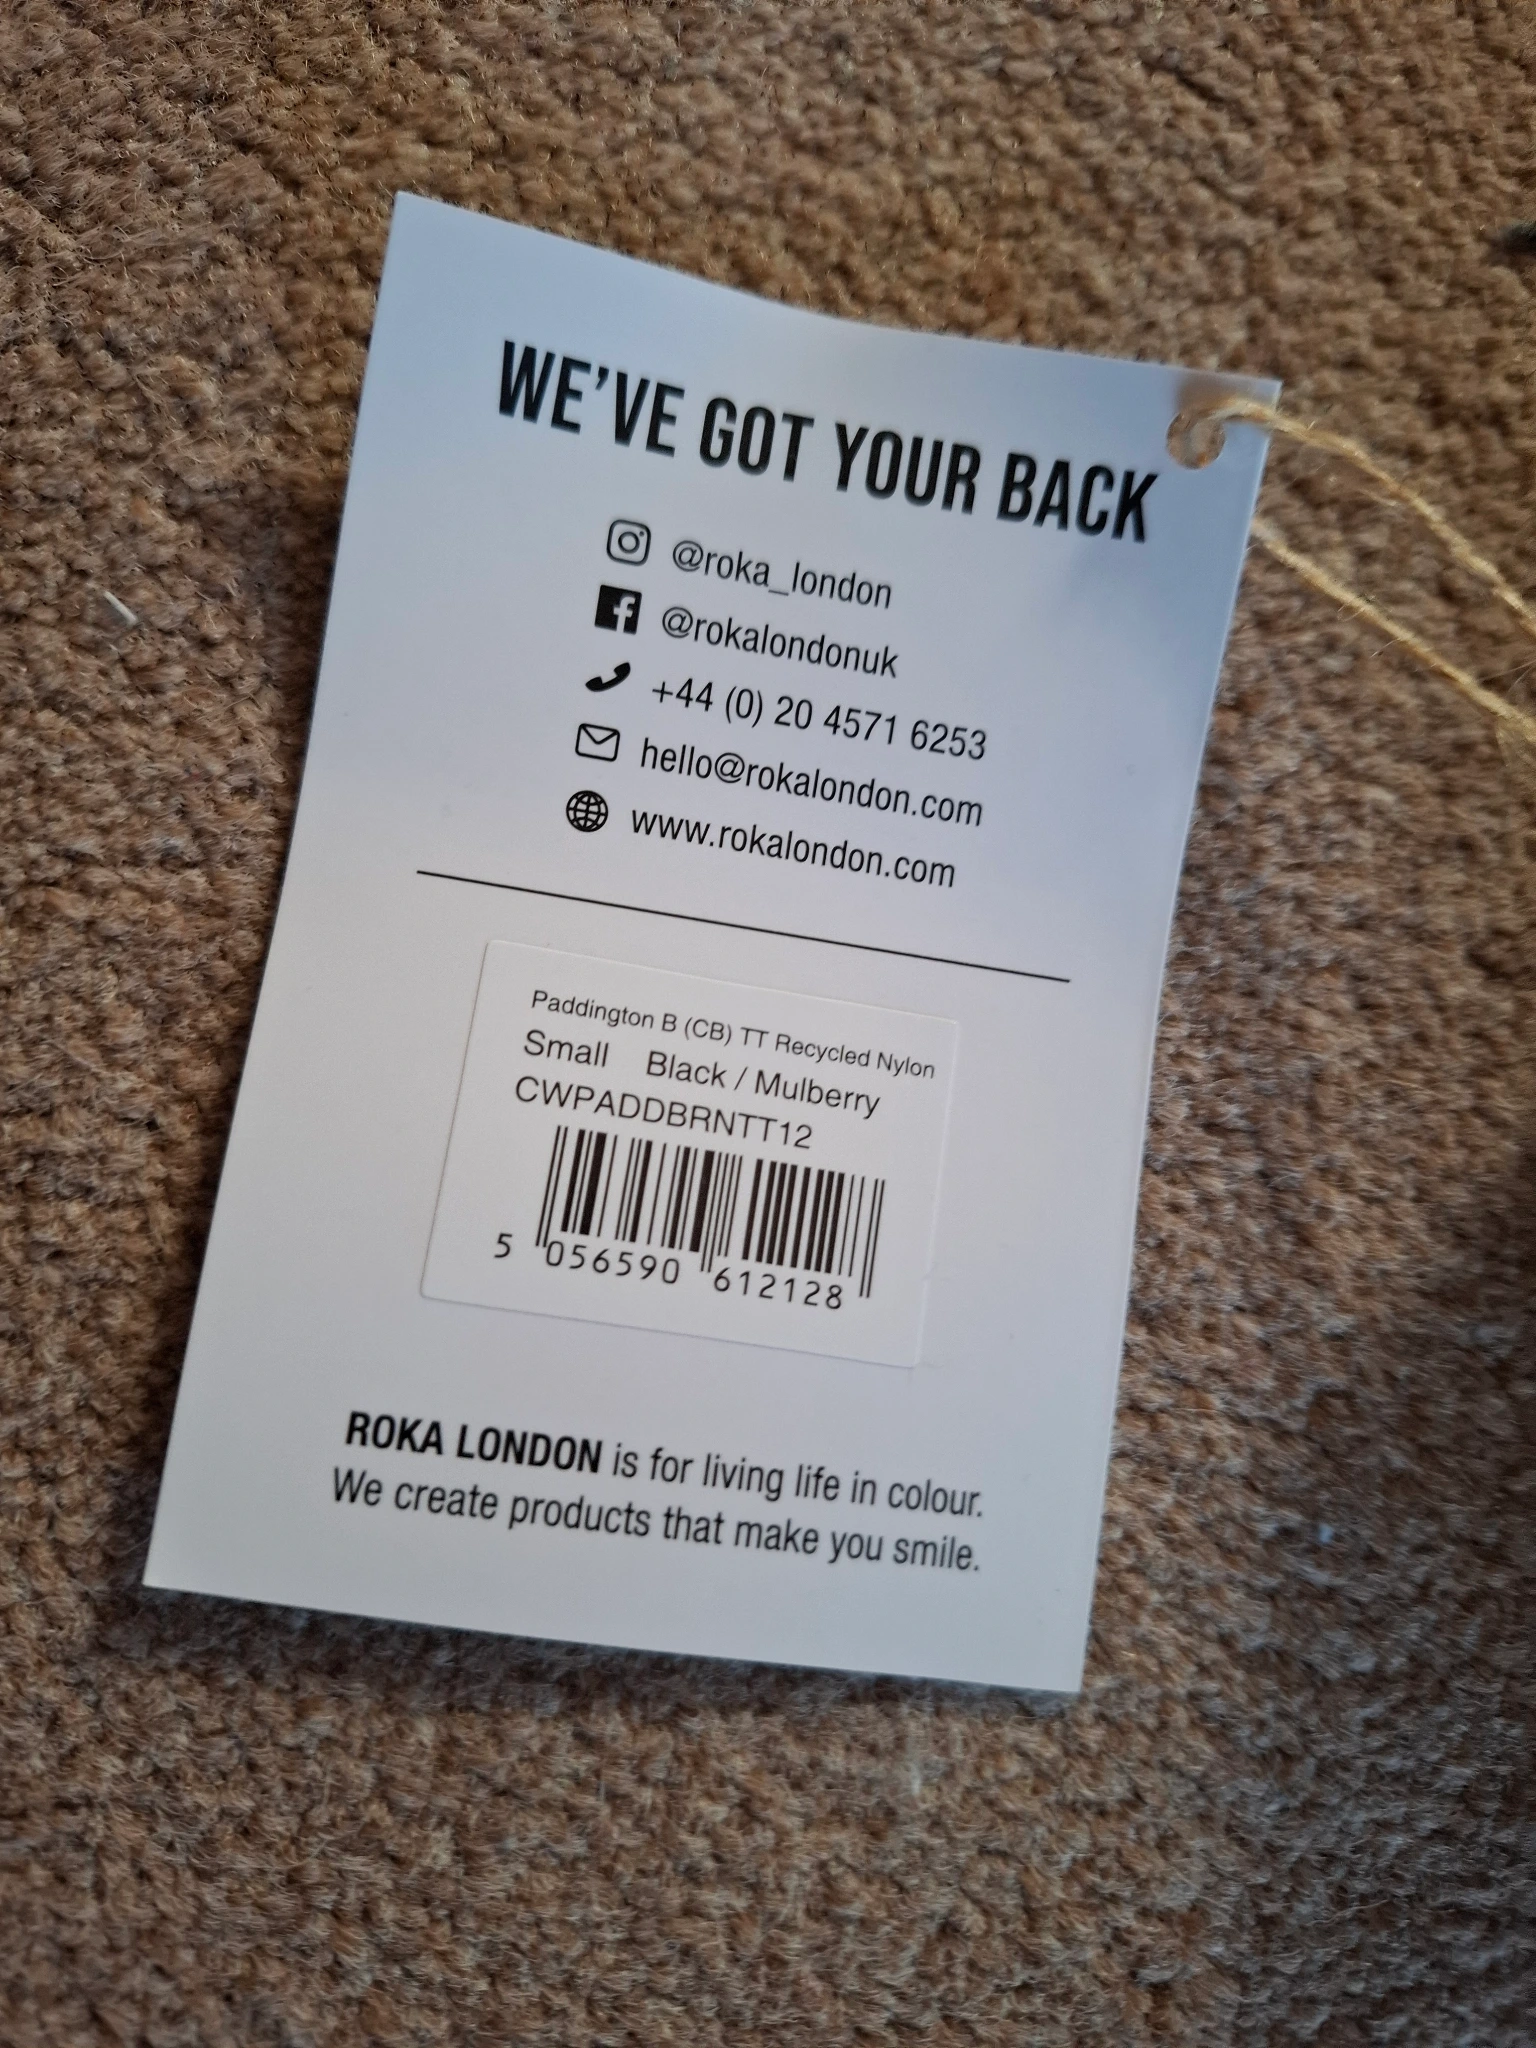 WE'VE GOT YOUR BACK
@roka_london
@rokalondonuk
+44 (0) 20 4571 6253
hello@rokalondon.com
www.rokalondon.com
Paddington B (CB) TT Recycled Nylon
Small Black / Mulberry
CWPADDBRNTT12
5 056590 612128
ROKA LONDON is for living life in colour.
We create products that make you smile.